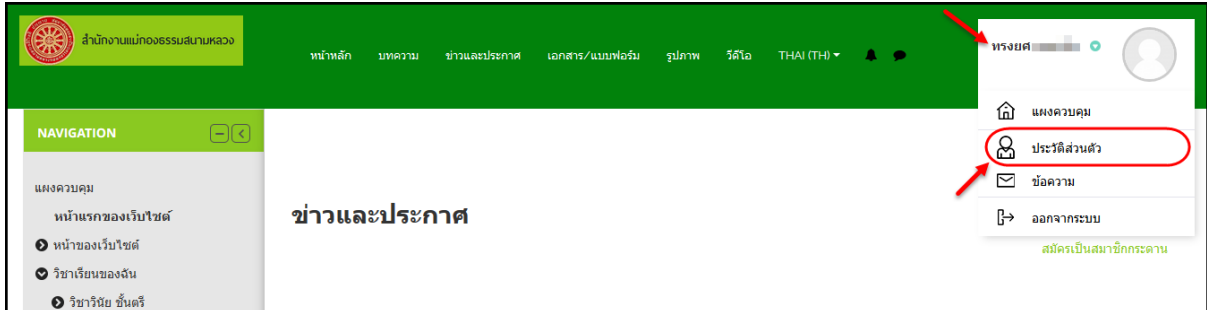 สำนักงานแม่กองธรรมสนามหลวง
หน้าหลัก บทความ ข่าวและประกาศ เอกสาร/แบบฟอร์ม รูปภาพ วีดีโอ THAI (TH)
ทรงยศ
แผงควบคุม
ประวัติส่วนตัว
ข้อความ
ออกจากระบบ
สมัครเป็นสมาชิกกระดาน
NAVIGATION
แผงควบคุม
หน้าแรกของเว็บไซต์
หน้าของเว็บไซต์
วิชาเรียนของฉัน
วิชาวินัย ชั้นตรี
ข่าวและประกาศ